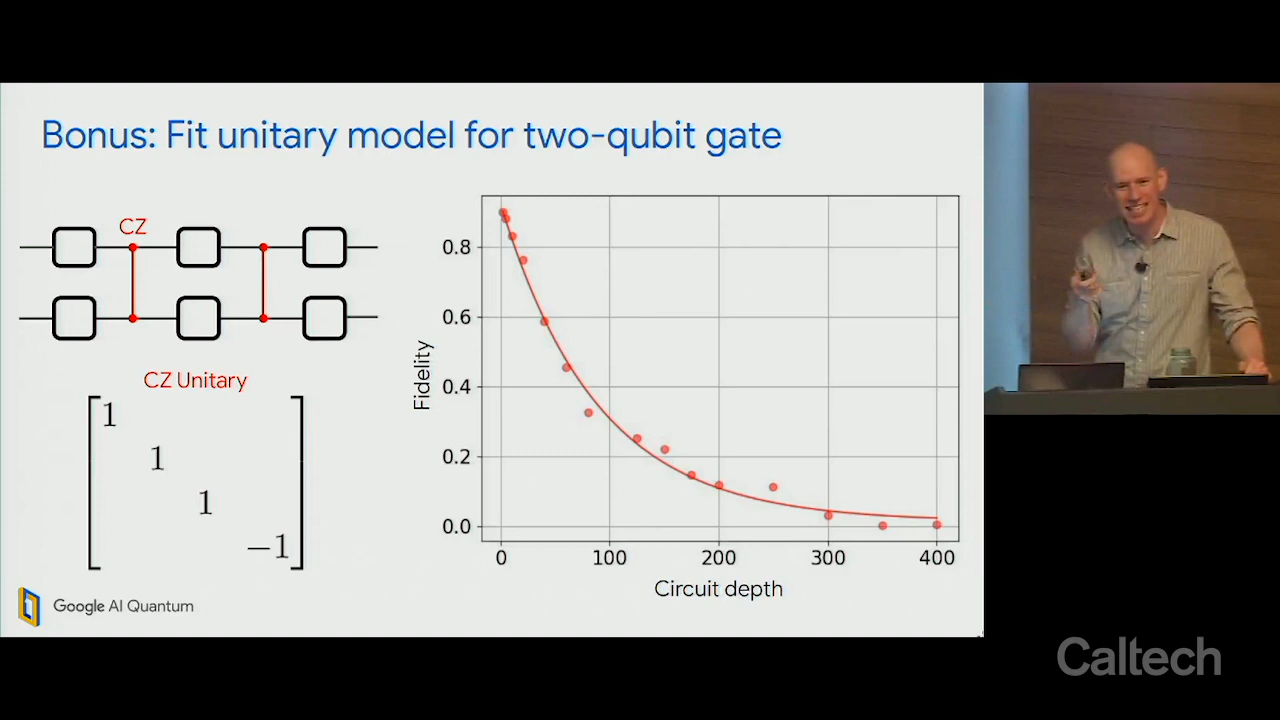 Bonus: Fit unitary model for two-qubit gate
CZ
CZ Unitary
1
1
1
−1
Fidelity
0.8
0.6
0.4
0.2
0.0
0 100 200 300 400
Circuit depth
Google AI Quantum
Caltech